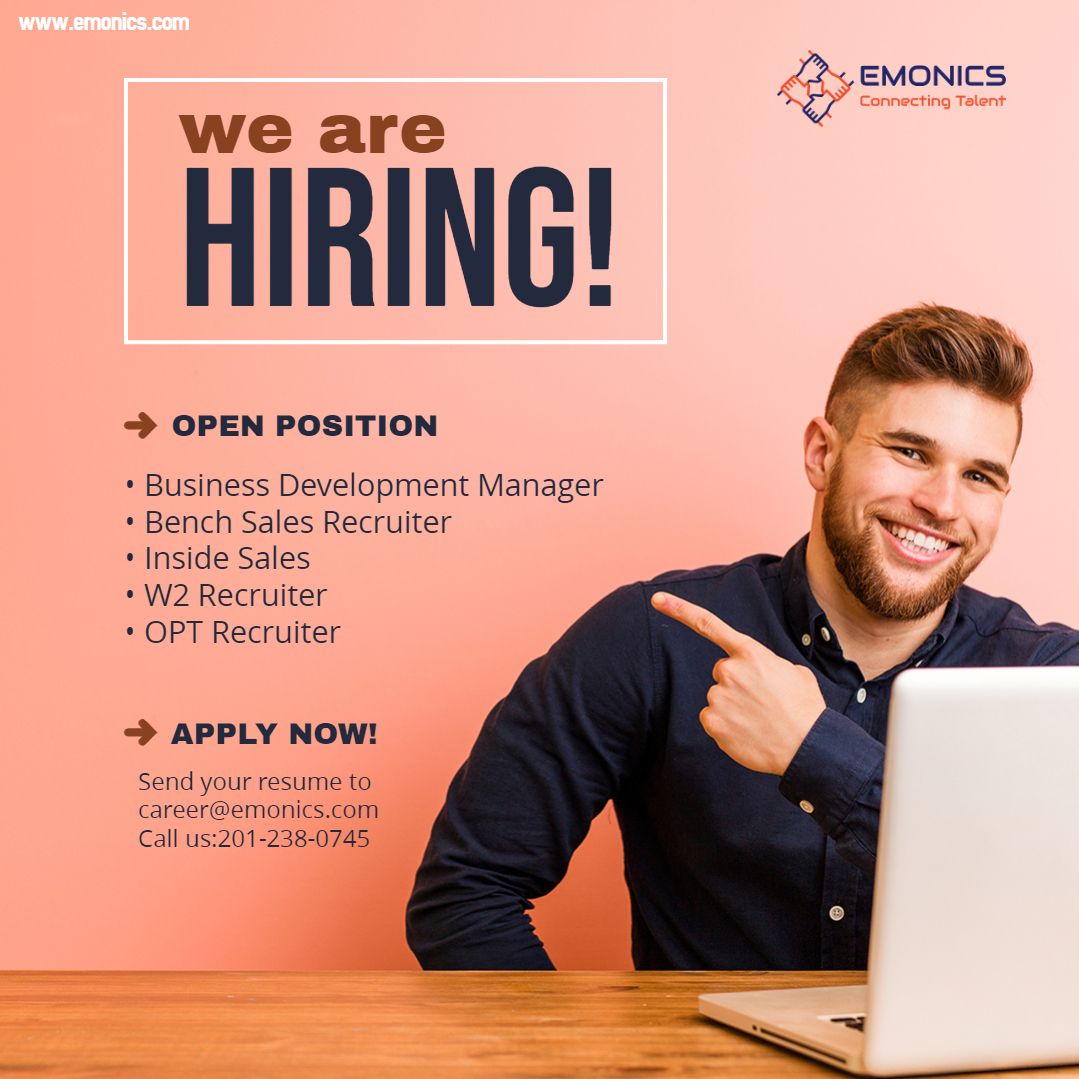 www.emonics.com
EMONICS
Connecting Talent
we are
HIRING!
OPEN POSITION
• Business Development Manager
• Bench Sales Recruiter
• Inside Sales
• W2 Recruiter
• OPT Recruiter
APPLY NOW!
Send your resume to
career@emonics.com
Call us:201-238-0745